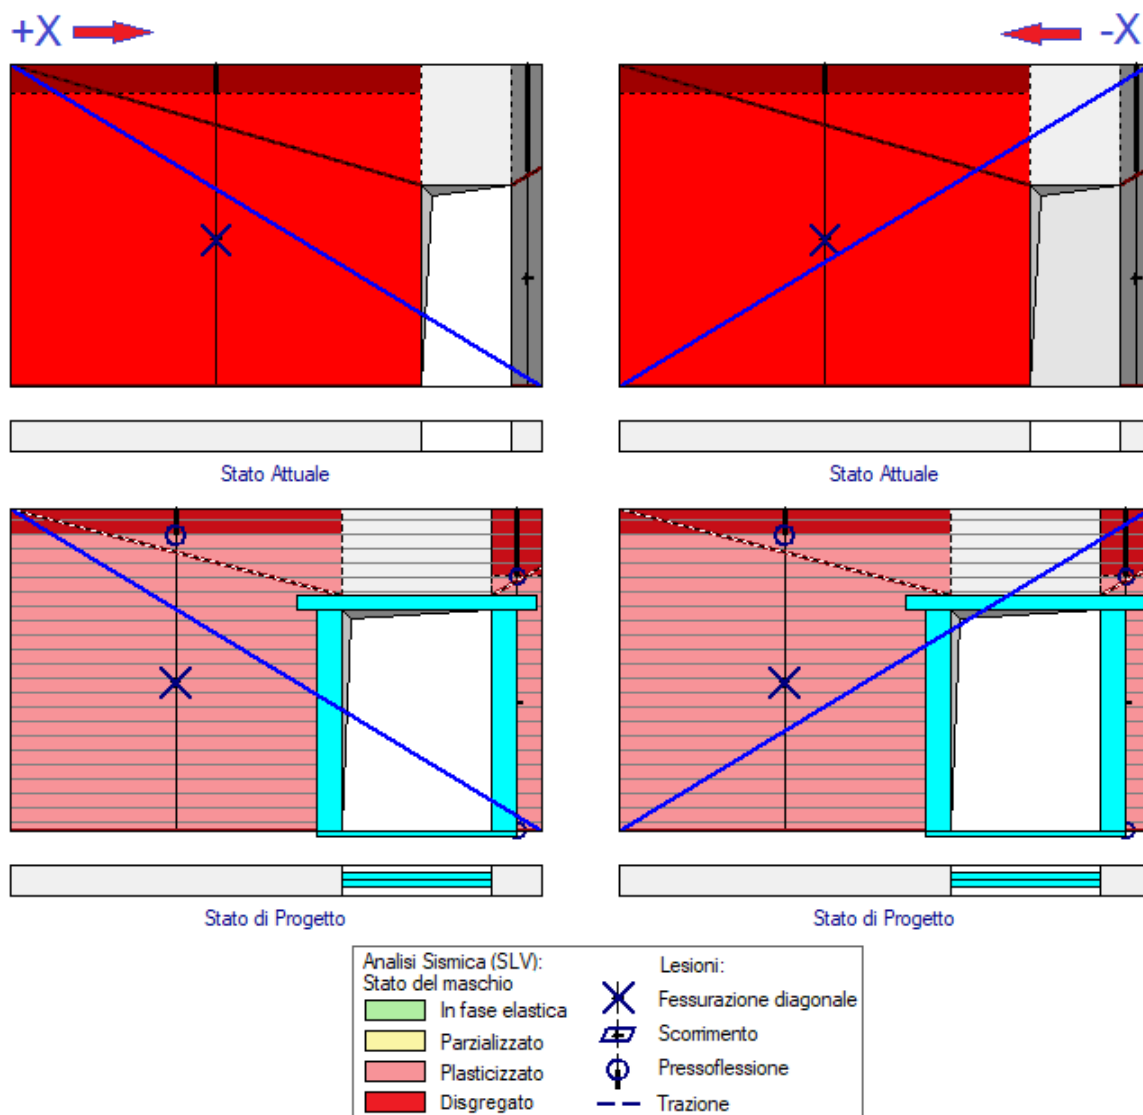 +X
-X
Stato Attuale
Stato Attuale
Stato di Progetto
Stato di Progetto
Analisi Sismica (SLV):
Stato del maschio
In fase elastica
Parzializzato
Plasticizzato
Disgregato
Lesioni:
Fessurazione diagonale
Scorrimento
Pressoflessione
Trazione